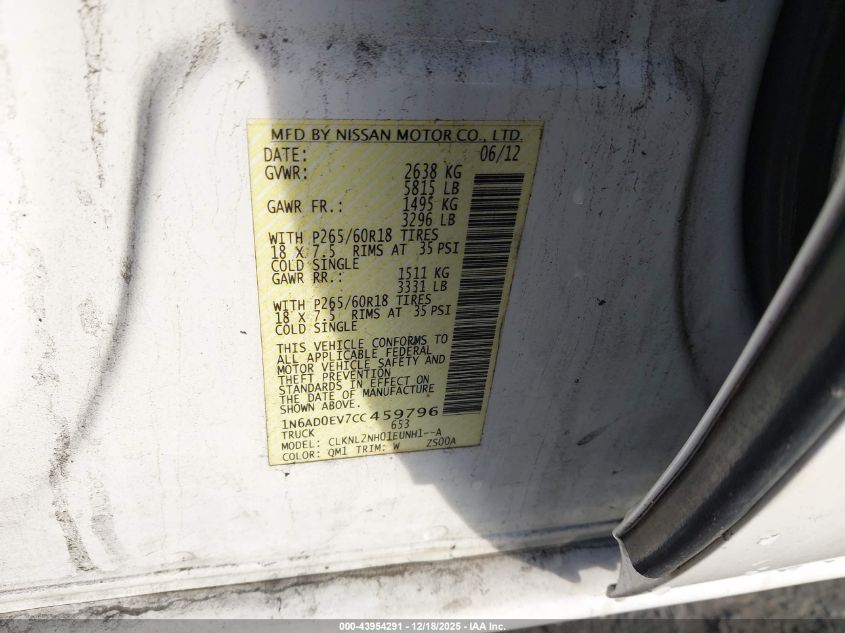 MFD BY NISSAN MOTOR CO., LTD.
DATE: 06/12
GVWR: 2638 KG
5815 LB
GAWR FR.: 1495 KG
3296 LB
WITH P265/60R18 TIRES
18 X 7.5 RIMS AT 35 PSI
COLD SINGLE
GAWR RR.: 1511 KG
3331 LB
WITH P265/60R18 TIRES
18 X 7.5 RIMS AT 35 PSI
COLD SINGLE
THIS VEHICLE CONFORMS TO
ALL APPLICABLE FEDERAL
MOTOR VEHICLE SAFETY AND
THEFT PREVENTION
STANDARDS IN EFFECT ON
THE DATE OF MANUFACTURE
SHOWN ABOVE.
1N6AD0EV7CC459796
TRUCK 653
MODEL: CLKNLZNHO1EUNHI--A
COLOR: QM1 TRIM: W ZS00A
000-43954291 - 12/18/2025 - IAA Inc.